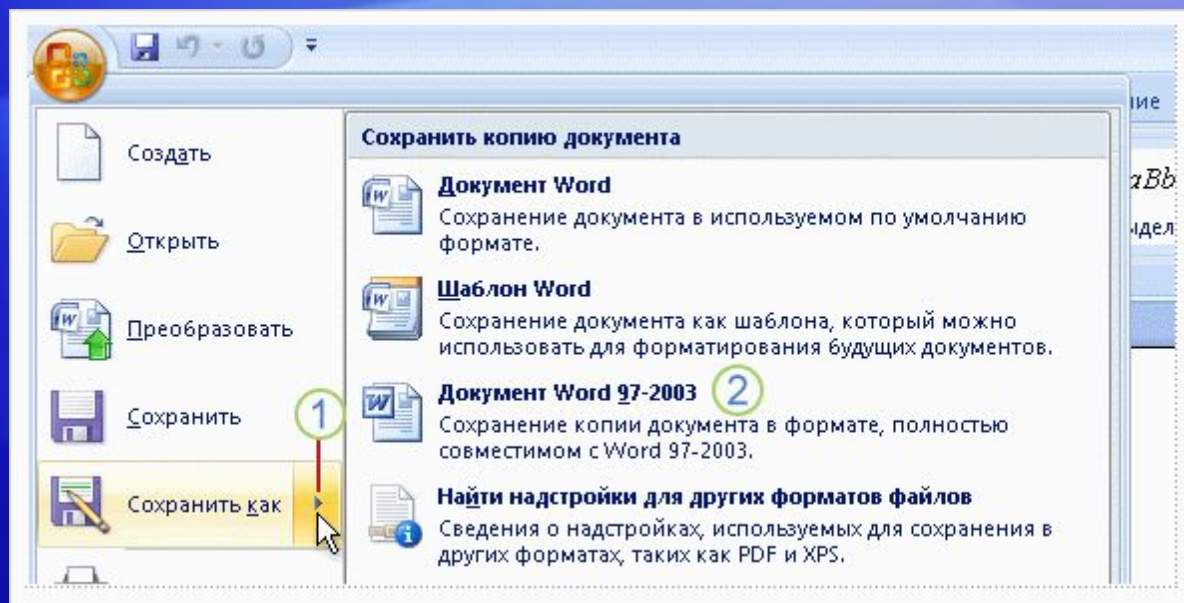 Создать
Открыть
Преобразовать
Сохранить
1
Сохранить как
Сохранить копию документа
Документ Word
Сохранение документа в используемом по умолчанию
формате.
Шаблон Word
Сохранение документа как шаблона, который можно
использовать для форматирования будущих документов.
Документ Word 97-2003 2
Сохранение копии документа в формате, полностью
совместимом с Word 97-2003.
Найти надстройки для других форматов файлов
Сведения о надстройках, используемых для сохранения в
других форматах, таких как PDF и XPS.